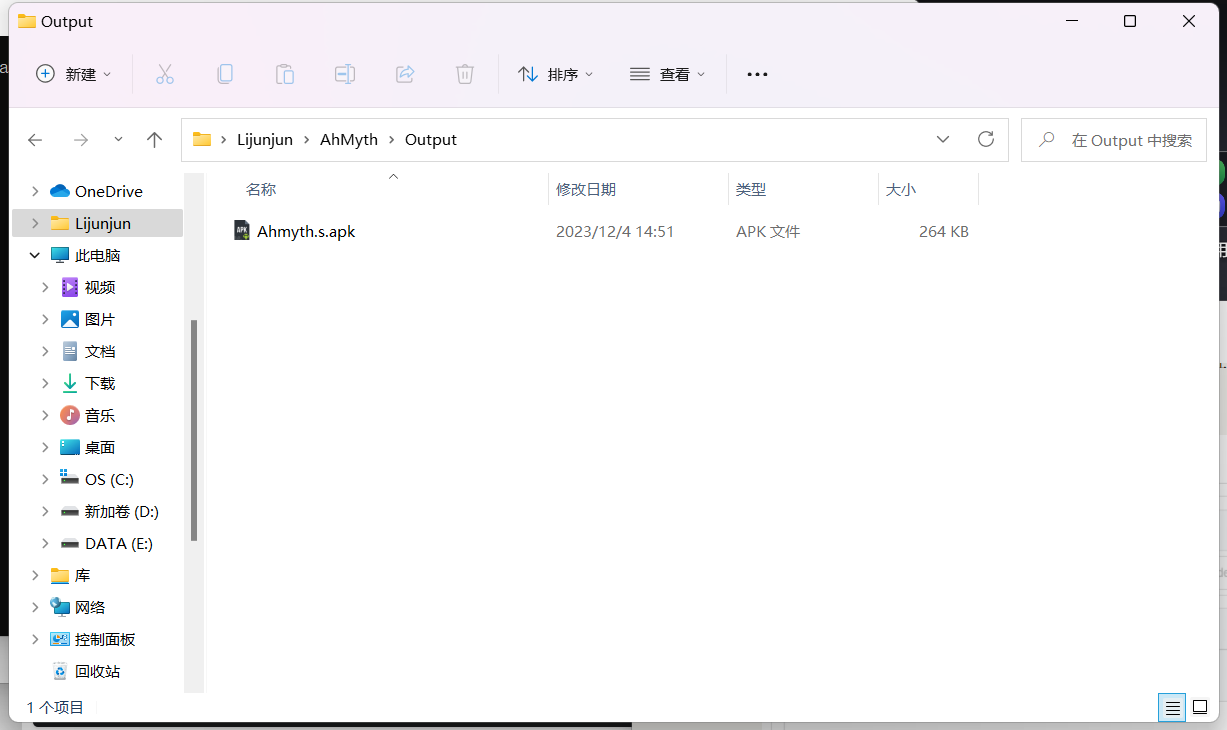 Output
新建
排序
查看
Lijunjun
AhMyth
Output
在 Output 中搜索
OneDrive
Lijunjun
此电脑
视频
图片
文档
下载
音乐
桌面
OS (C:)
新加卷 (D:)
DATA (E:)
库
网络
控制面板
回收站
名称
修改日期
类型
大小
APK
Ahmyth.s.apk
2023/12/4 14:51
APK 文件
264 KB
1 个项目